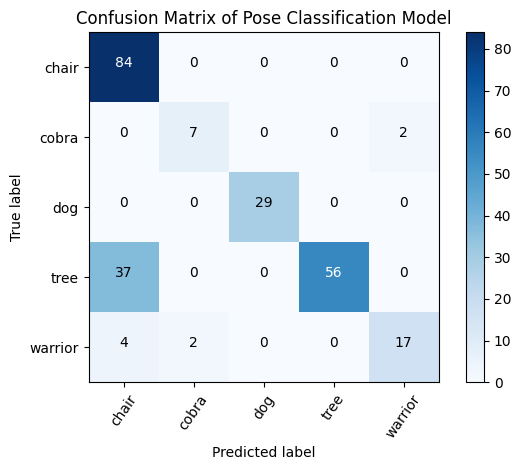 Confusion Matrix of Pose Classification Model
chair 84 0 0 0 0
cobra 0 7 0 0 2
dog 0 0 29 0 0
tree 37 0 0 56 0
warrior 4 2 0 0 17
chair cobra dog tree warrior
True label
Predicted label
80
70
60
50
40
30
20
10
0